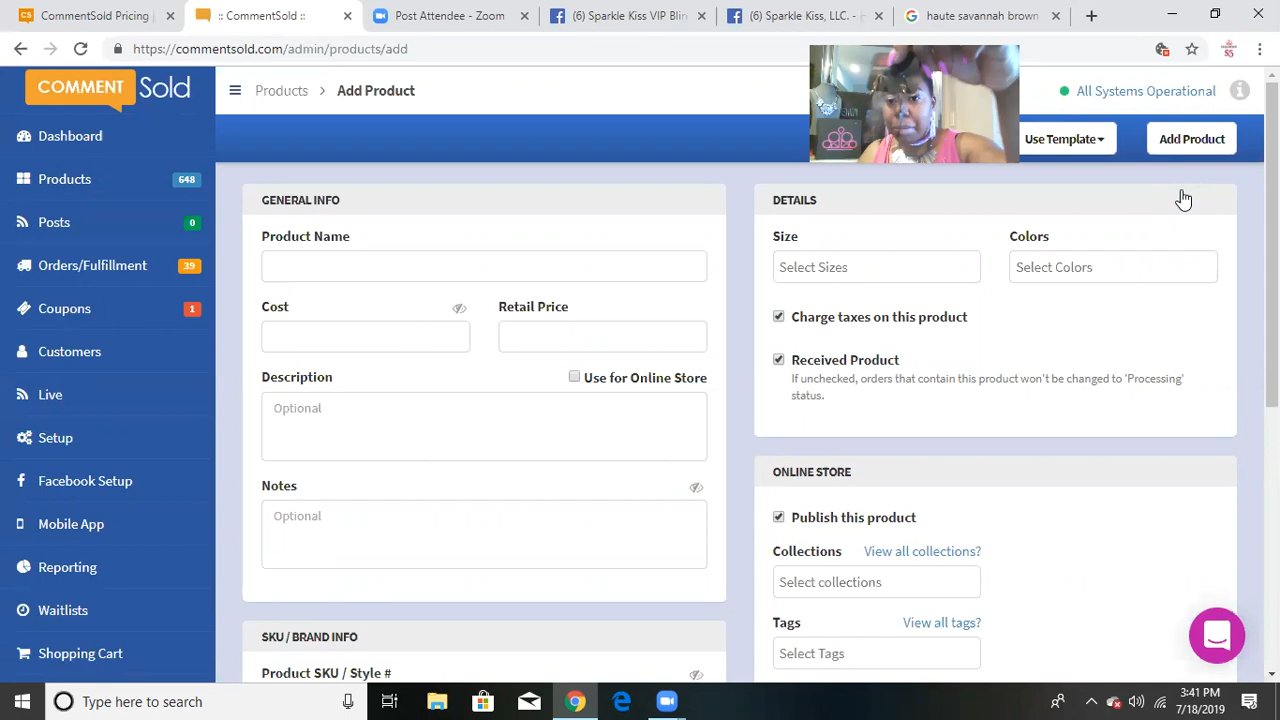 CommentSold Pricing |
:: CommentSold ::
Post Attendee - Zoom
(6) Sparkle Kiss VIP Blin
(6) Sparkle Kiss, LLC. -
haute savannah brown
https://commentsold.com/admin/products/add
$5
COMMENT Sold
Products > Add Product
All Systems Operational
Use Template
Add Product
Dashboard
Products 648
Posts 0
Orders/Fulfillment 39
Coupons 1
Customers
Live
Setup
Facebook Setup
Mobile App
Reporting
Waitlists
Shopping Cart
GENERAL INFO
Product Name
Cost
Retail Price
Description
Use for Online Store
Optional
Notes
Optional
SKU / BRAND INFO
Product SKU / Style #
DETAILS
Size
Colors
Select Sizes
Select Colors
Charge taxes on this product
Received Product
If unchecked, orders that contain this product won't be changed to 'Processing'
status.
ONLINE STORE
Publish this product
Collections View all collections?
Select collections
Tags View all tags?
Select Tags
Type here to search
3:41 PM
7/18/2019